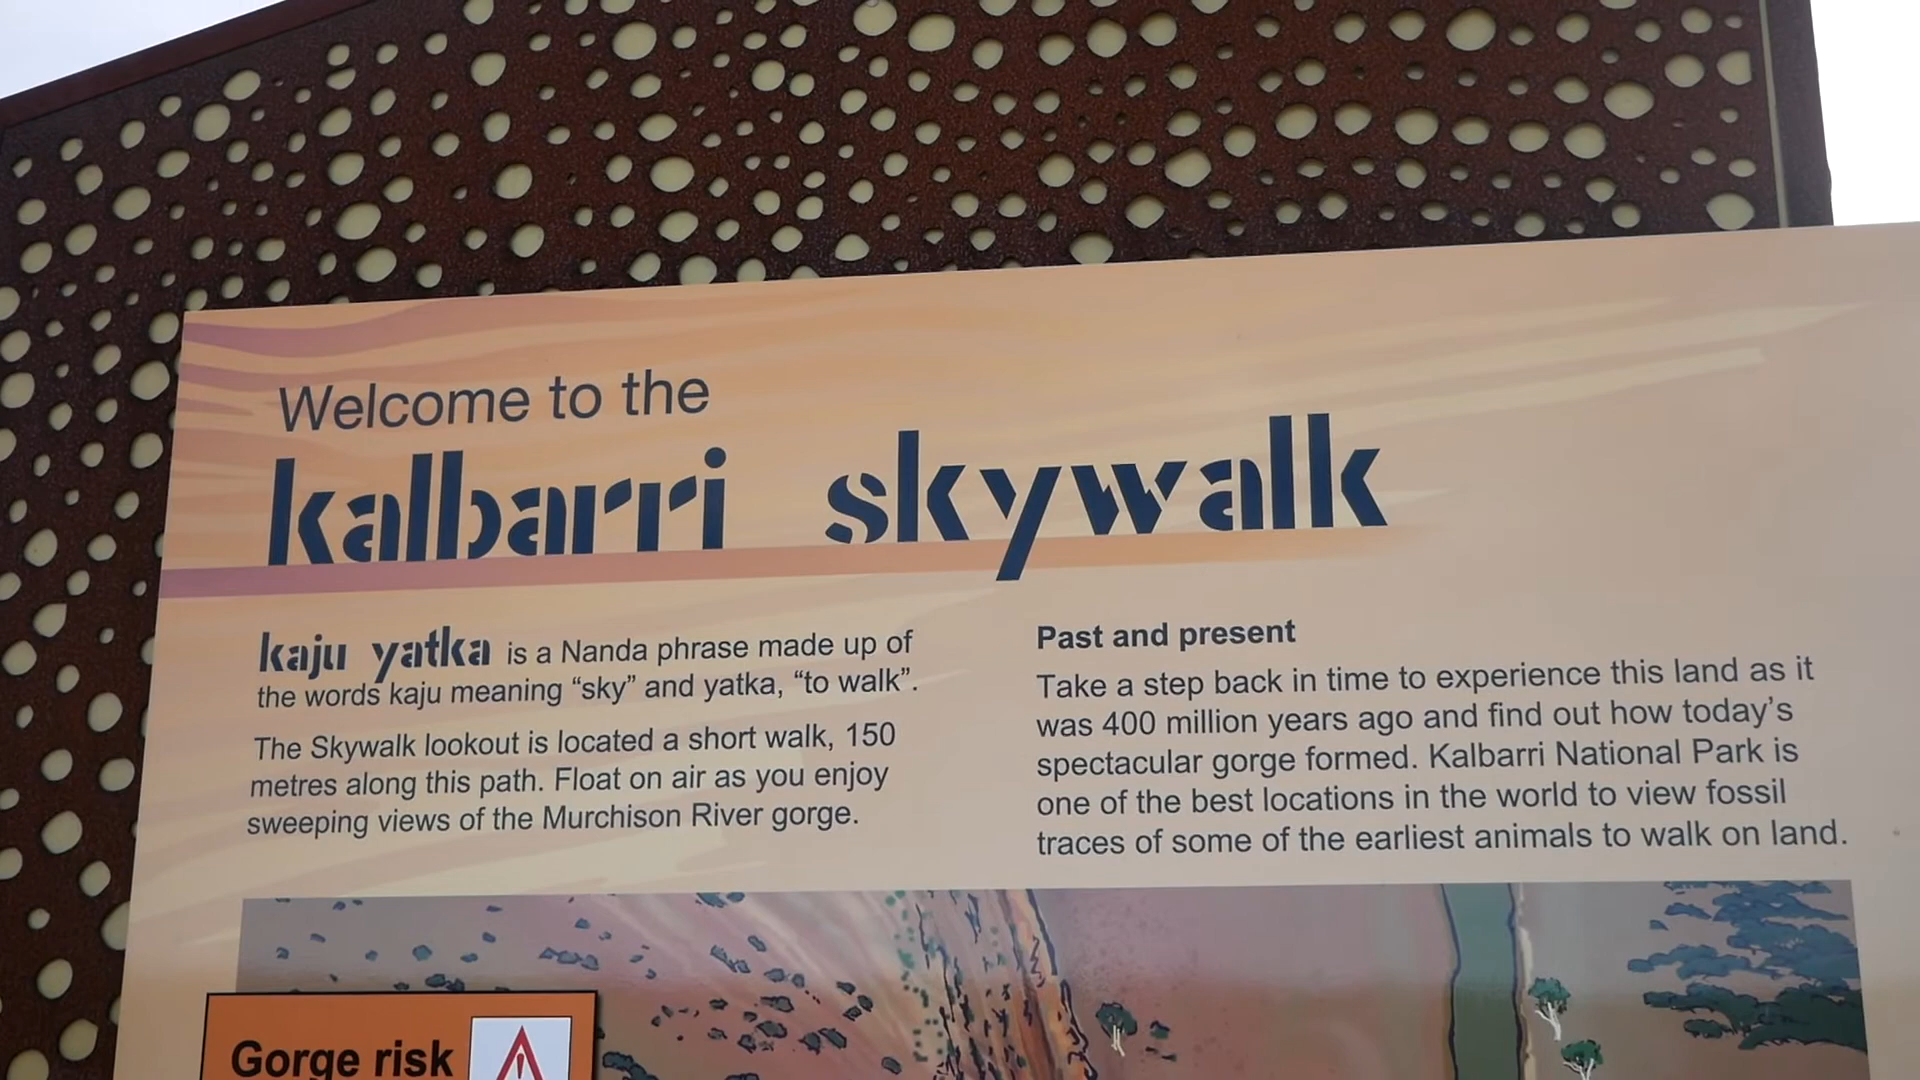 Welcome to the
kalbarri skywalk
kaju yatka is a Nanda phrase made up of
the words kaju meaning “sky” and yatka, “to walk”.
The Skywalk lookout is located a short walk, 150
metres along this path. Float on air as you enjoy
sweeping views of the Murchison River gorge.
Past and present
Take a step back in time to experience this land as it
was 400 million years ago and find out how today’s
spectacular gorge formed. Kalbarri National Park is
one of the best locations in the world to view fossil
traces of some of the earliest animals to walk on land.
Gorge risk